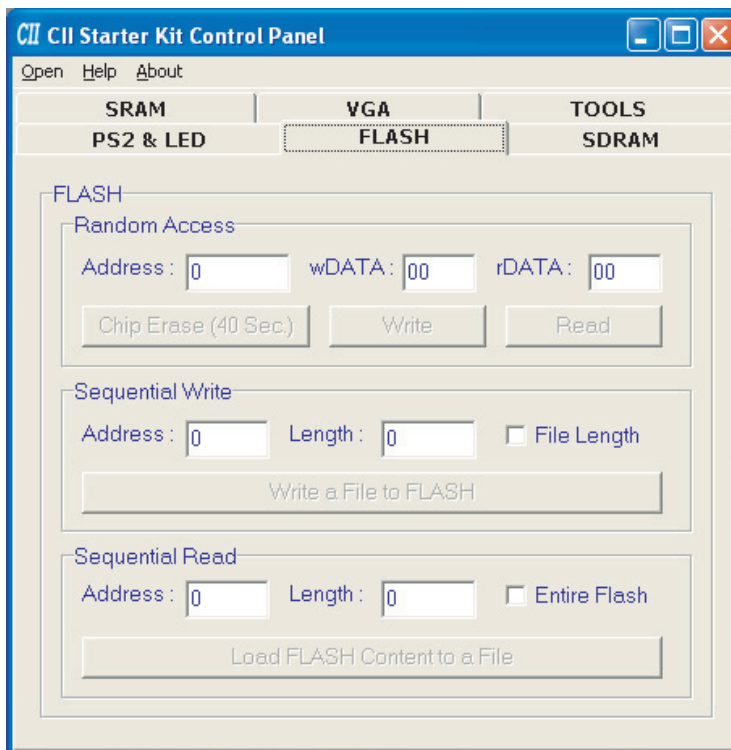 CII CII Starter Kit Control Panel
Open Help About
SRAM VGA TOOLS
PS2 & LED FLASH SDRAM
FLASH
Random Access
Address : 0 wDATA : 00 rDATA : 00
Chip Erase (40 Sec.) Write Read
Sequential Write
Address : 0 Length : 0 File Length
Write a File to FLASH
Sequential Read
Address : 0 Length : 0 Entire Flash
Load FLASH Content to a File